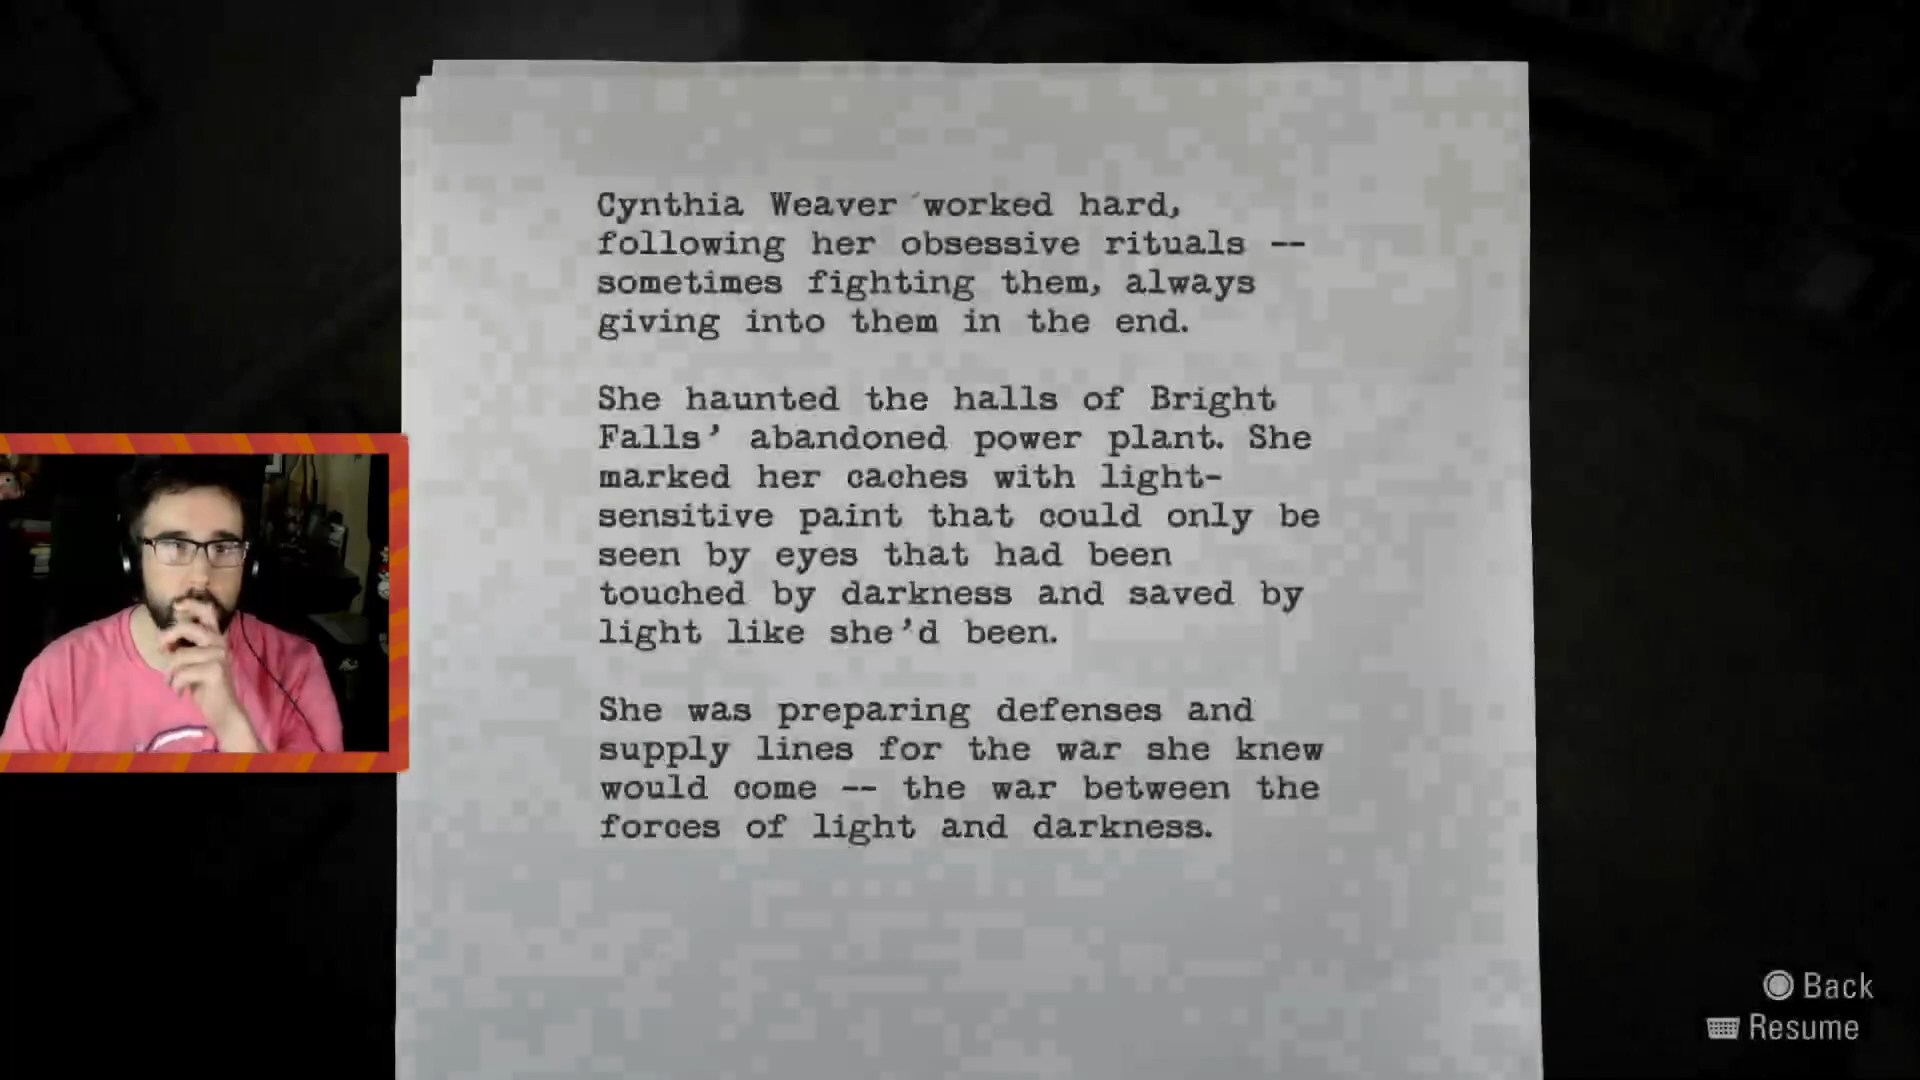 Cynthia Weaver worked hard,
following her obsessive rituals --
sometimes fighting them, always
giving into them in the end.
She haunted the halls of Bright
Falls’ abandoned power plant. She
marked her caches with light-
sensitive paint that could only be
seen by eyes that had been
touched by darkness and saved by
light like she’d been.
She was preparing defenses and
supply lines for the war she knew
would come -- the war between the
forces of light and darkness.
Back
Resume